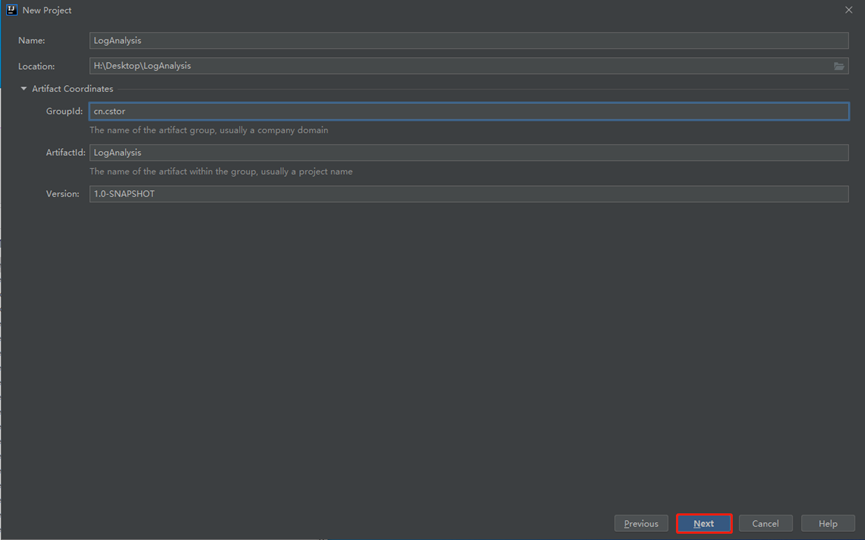 New Project
Name: LogAnalysis
Location: H:\Desktop\LogAnalysis
Artifact Coordinates
GroupId: cn.cstor
The name of the artifact group, usually a company domain
ArtifactId: LogAnalysis
The name of the artifact within the group, usually a project name
Version: 1.0-SNAPSHOT
Previous Next Cancel Help